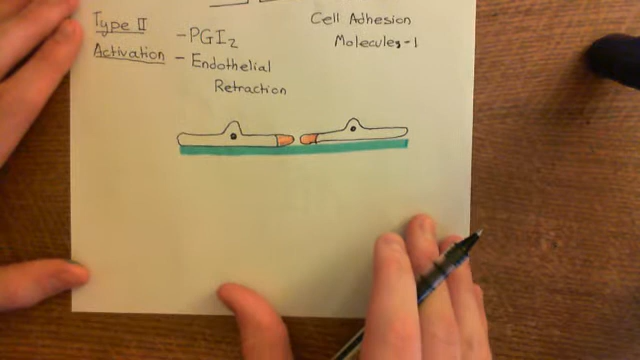 Type II
Activation
- PGI2
- Endothelial
Retraction
Cell Adhesion
Molecules-1